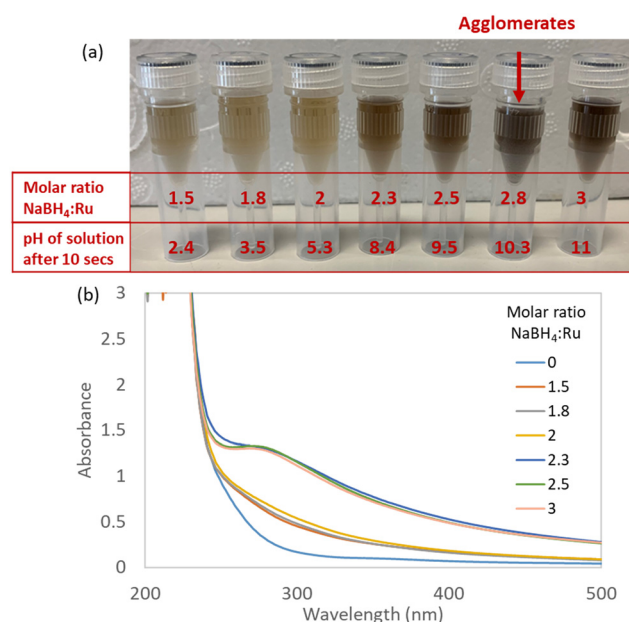 Agglomerates
(a)
Molar ratio
NaBH₄:Ru
1.5 1.8 2 2.3 2.5 2.8 3
pH of solution
after 10 secs
2.4 3.5 5.3 8.4 9.5 10.3 11
(b)
3
2.5
2
1.5
1
0.5
0
Absorbance
200 300 400 500
Wavelength (nm)
Molar ratio
NaBH₄:Ru
0
1.5
1.8
2
2.3
2.5
3